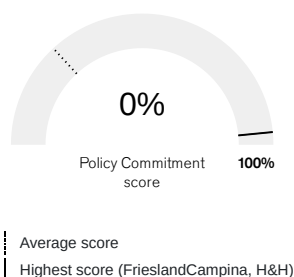 0%
Policy Commitment
score
100%
Average score
Highest score (FrieslandCampina, H&H)